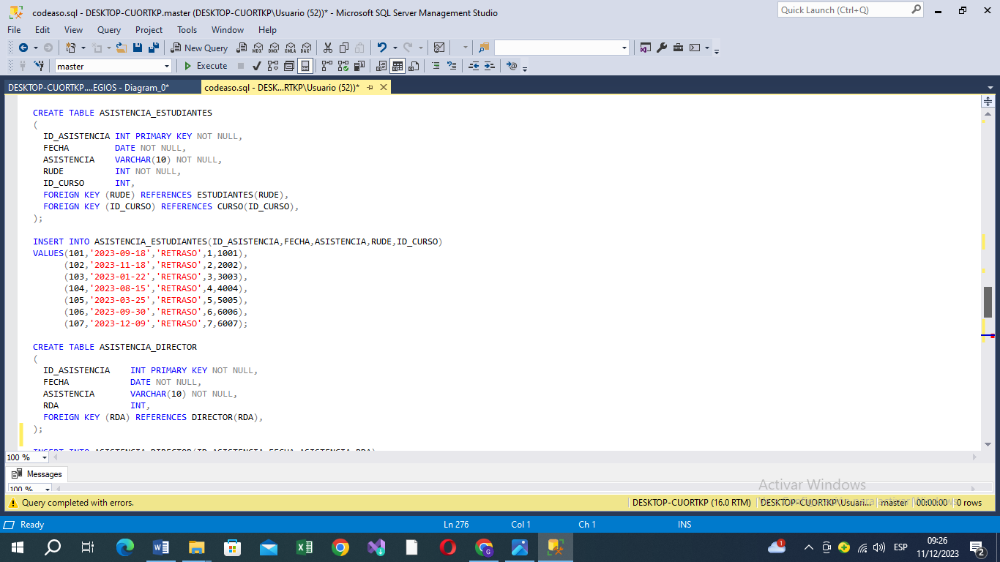 codeaso.sql - DESKTOP-CUORTKP.master (DESKTOP-CUORTKP\Usuario (52))* - Microsoft SQL Server Management Studio
Quick Launch (Ctrl+Q)
File Edit View Query Project Tools Window Help
New Query MDX DMX XMLA DAX
master Execute
DESKTOP-CUORTKP....EGIOS - Diagram_0* codeaso.sql - DESK...RTKP\Usuario (52))*
CREATE TABLE ASISTENCIA_ESTUDIANTES
(
ID_ASISTENCIA INT PRIMARY KEY NOT NULL,
FECHA DATE NOT NULL,
ASISTENCIA VARCHAR(10) NOT NULL,
RUDE INT NOT NULL,
ID_CURSO INT,
FOREIGN KEY (RUDE) REFERENCES ESTUDIANTES(RUDE),
FOREIGN KEY (ID_CURSO) REFERENCES CURSO(ID_CURSO),
);
INSERT INTO ASISTENCIA_ESTUDIANTES(ID_ASISTENCIA,FECHA,ASISTENCIA,RUDE,ID_CURSO)
VALUES(101,'2023-09-18','RETRASO',1,1001),
(102,'2023-11-18','RETRASO',2,2002),
(103,'2023-01-22','RETRASO',3,3003),
(104,'2023-08-15','RETRASO',4,4004),
(105,'2023-03-25','RETRASO',5,5005),
(106,'2023-09-30','RETRASO',6,6006),
(107,'2023-12-09','RETRASO',7,6007);
CREATE TABLE ASISTENCIA_DIRECTOR
(
ID_ASISTENCIA INT PRIMARY KEY NOT NULL,
FECHA DATE NOT NULL,
ASISTENCIA VARCHAR(10) NOT NULL,
RDA INT,
FOREIGN KEY (RDA) REFERENCES DIRECTOR(RDA),
);
INSERT INTO ASISTENCIA_DIRECTOR(ID_ASISTENCIA,FECHA,ASISTENCIA,RDA)
100 %
Messages
100 %
Activar Windows
Query completed with errors. DESKTOP-CUORTKP (16.0 RTM) DESKTOP-CUORTKP\Usuari... master 00:00:00 0 rows
Ready Ln 276 Col 1 Ch 1 INS
1 ESP 09:26
11/12/2023 2